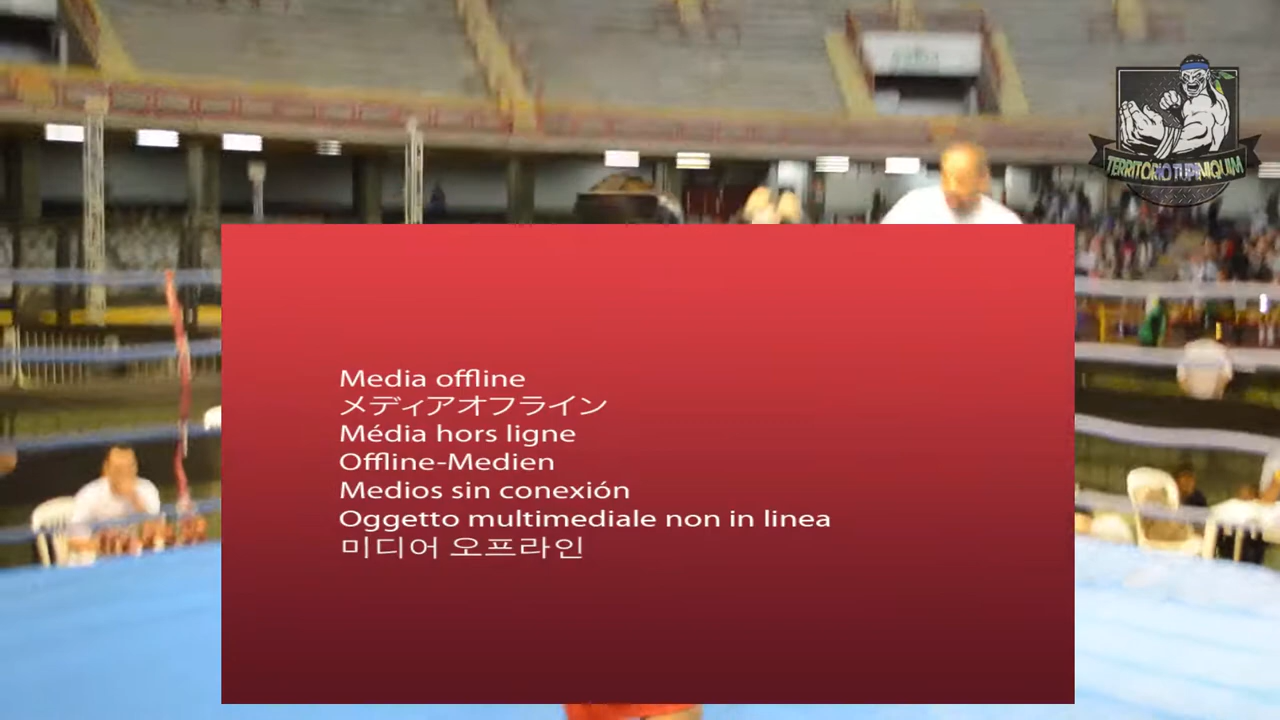 TERRITÓRIO TUPINIQUIM
Media offline
メディアオフライン
Média hors ligne
Offline-Medien
Medios sin conexión
Oggetto multimediale non in linea
미디어 오프라인